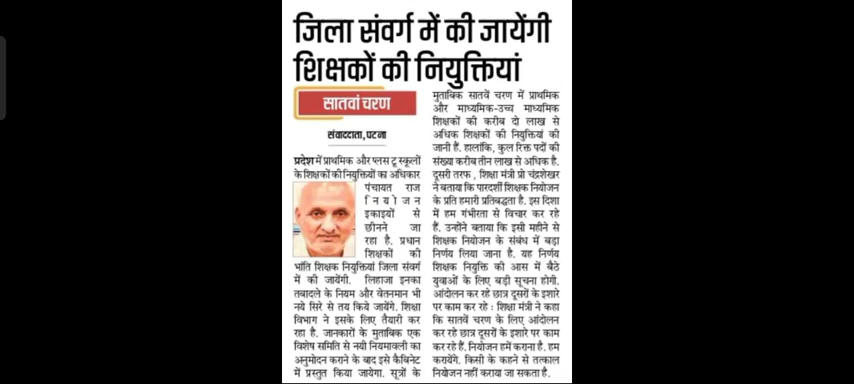 जिला संवर्ग में की जायेंगी
शिक्षकों की नियुक्तियां
सातवां चरण
संवाददाता, पटना
प्रदेश में प्राथमिक और प्लस टू स्कूलों
के शिक्षकों की नियुक्तियों का अधिकार
पंचायत राज
नियोजन
इकाइयों से
छीनने जा
रहा है. प्रधान
शिक्षकों की
भांति शिक्षक नियुक्तियां जिला संवर्ग
में की जायेंगी. लिहाजा इनका
तबादले के नियम और वेतनमान भी
नये सिरे से तय किये जायेंगे. शिक्षा
विभाग ने इसके लिए तैयारी कर
रहा है. जानकारों के मुताबिक एक
विशेष समिति से नयी नियमावली का
अनुमोदन कराने के बाद इसे कैबिनेट
में प्रस्तुत किया जायेगा. सूत्रों के
मुताबिक सातवें चरण में प्राथमिक
और माध्यमिक-उच्च माध्यमिक
शिक्षकों की करीब दो लाख से
अधिक शिक्षकों की नियुक्तियां की
जानी हैं. हालांकि, कुल रिक्त पदों की
संख्या करीब तीन लाख से अधिक है.
दूसरी तरफ , शिक्षा मंत्री प्रो चंद्रशेखर
ने बताया कि पारदर्शी शिक्षक नियोजन
के प्रति हमारी प्रतिबद्धता है. इस दिशा
में हम गंभीरता से विचार कर रहे
हैं. उन्होंने बताया कि इसी महीने से
शिक्षक नियोजन के संबंध में बड़ा
निर्णय लिया जाना है. यह निर्णय
शिक्षक नियुक्ति की आस में बैठे
युवाओं के लिए बड़ी सूचना होगी.
आंदोलन कर रहे छात्र दूसरों के इशारे
पर काम कर रहे : शिक्षा मंत्री ने कहा
कि सातवें चरण के लिए आंदोलन
कर रहे छात्र दूसरों के इशारे पर काम
कर रहे हैं. नियोजन हमें कराना है. हम
करायेंगे. किसी के कहने से तत्काल
नियोजन नहीं कराया जा सकता है.